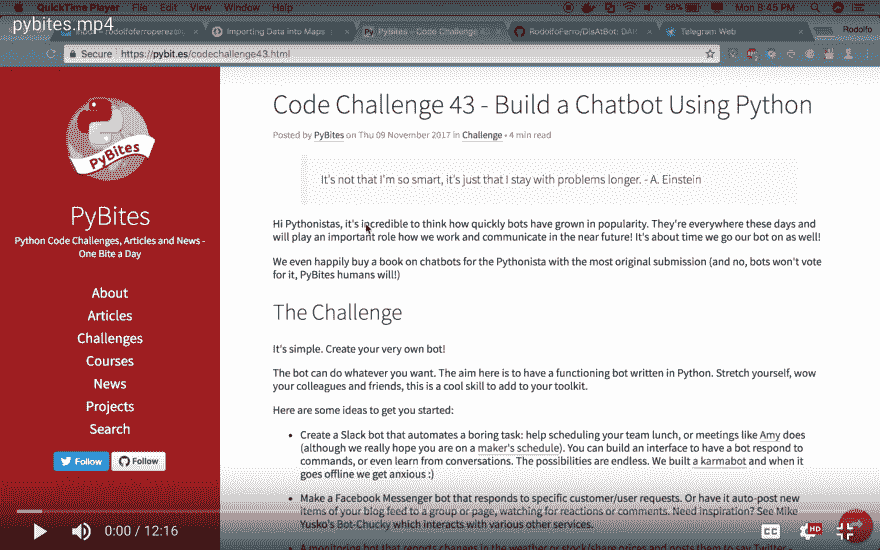 QuickTime Player File Edit View Window Help
96% Mon 8:45 PM
pybites.mp4
Rodolfo
Importing Data into Maps
PyBites – Code Challenge 43
RodolfoFerro/DisAtBot: DAt
Telegram Web
Secure https://pybit.es/codechallenge43.html
PyBites
PyBites
Python Code Challenges, Articles and News -
One Bite a Day
About
Articles
Challenges
Courses
News
Projects
Search
Follow
Follow
Code Challenge 43 - Build a Chatbot Using Python
Posted by PyBites on Thu 09 November 2017 in Challenge • 4 min read
It's not that I'm so smart, it's just that I stay with problems longer. - A. Einstein
Hi Pythonistas, it's incredible to think how quickly bots have grown in popularity. They're everywhere these days and
will play an important role how we work and communicate in the near future! It's about time we go our bot on as well!
We even happily buy a book on chatbots for the Pythonista with the most original submission (and no, bots won't vote
for it, PyBites humans will!)
The Challenge
It's simple. Create your very own bot!
The bot can do whatever you want. The aim here is to have a functioning bot written in Python. Stretch yourself, wow
your colleagues and friends, this is a cool skill to add to your toolkit.
Here are some ideas to get you started:
• Create a Slack bot that automates a boring task: help scheduling your team lunch, or meetings like Amy does
(although we really hope you are on a maker's schedule). You can build an interface to have a bot respond to
commands, or even learn from conversations. The possibilities are endless. We built a karmabot and when it
goes offline we get anxious :)
• Make a Facebook Messenger bot that responds to specific customer/user requests. Or have it auto-post new
items of your blog feed to a group or page, watching for reactions or comments. Need inspiration? See Mike
Yusko's Bot-Chucky which interacts with various other services.
• A monitoring bot that reports changes in the weather or stock/share prices and posts them to say Twitter
0:00 / 12:16
CC
HD